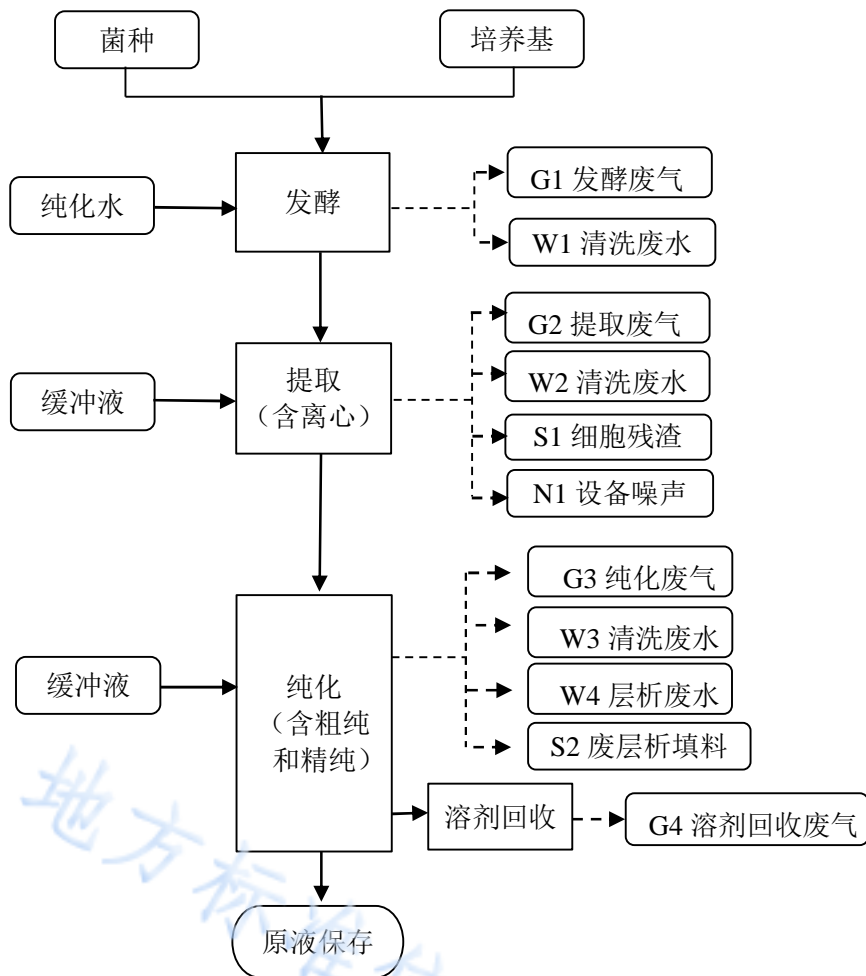 菌种
培养基
纯化水
发酵
G1 发酵废气
W1 清洗废水
缓冲液
提取
（含离心）
G2 提取废气
W2 清洗废水
S1 细胞残渣
N1 设备噪声
缓冲液
纯化
（含粗纯
和精纯）
G3 纯化废气
W3 清洗废水
W4 层析废水
S2 废层析填料
溶剂回收
G4 溶剂回收废气
原液保存
地方标准